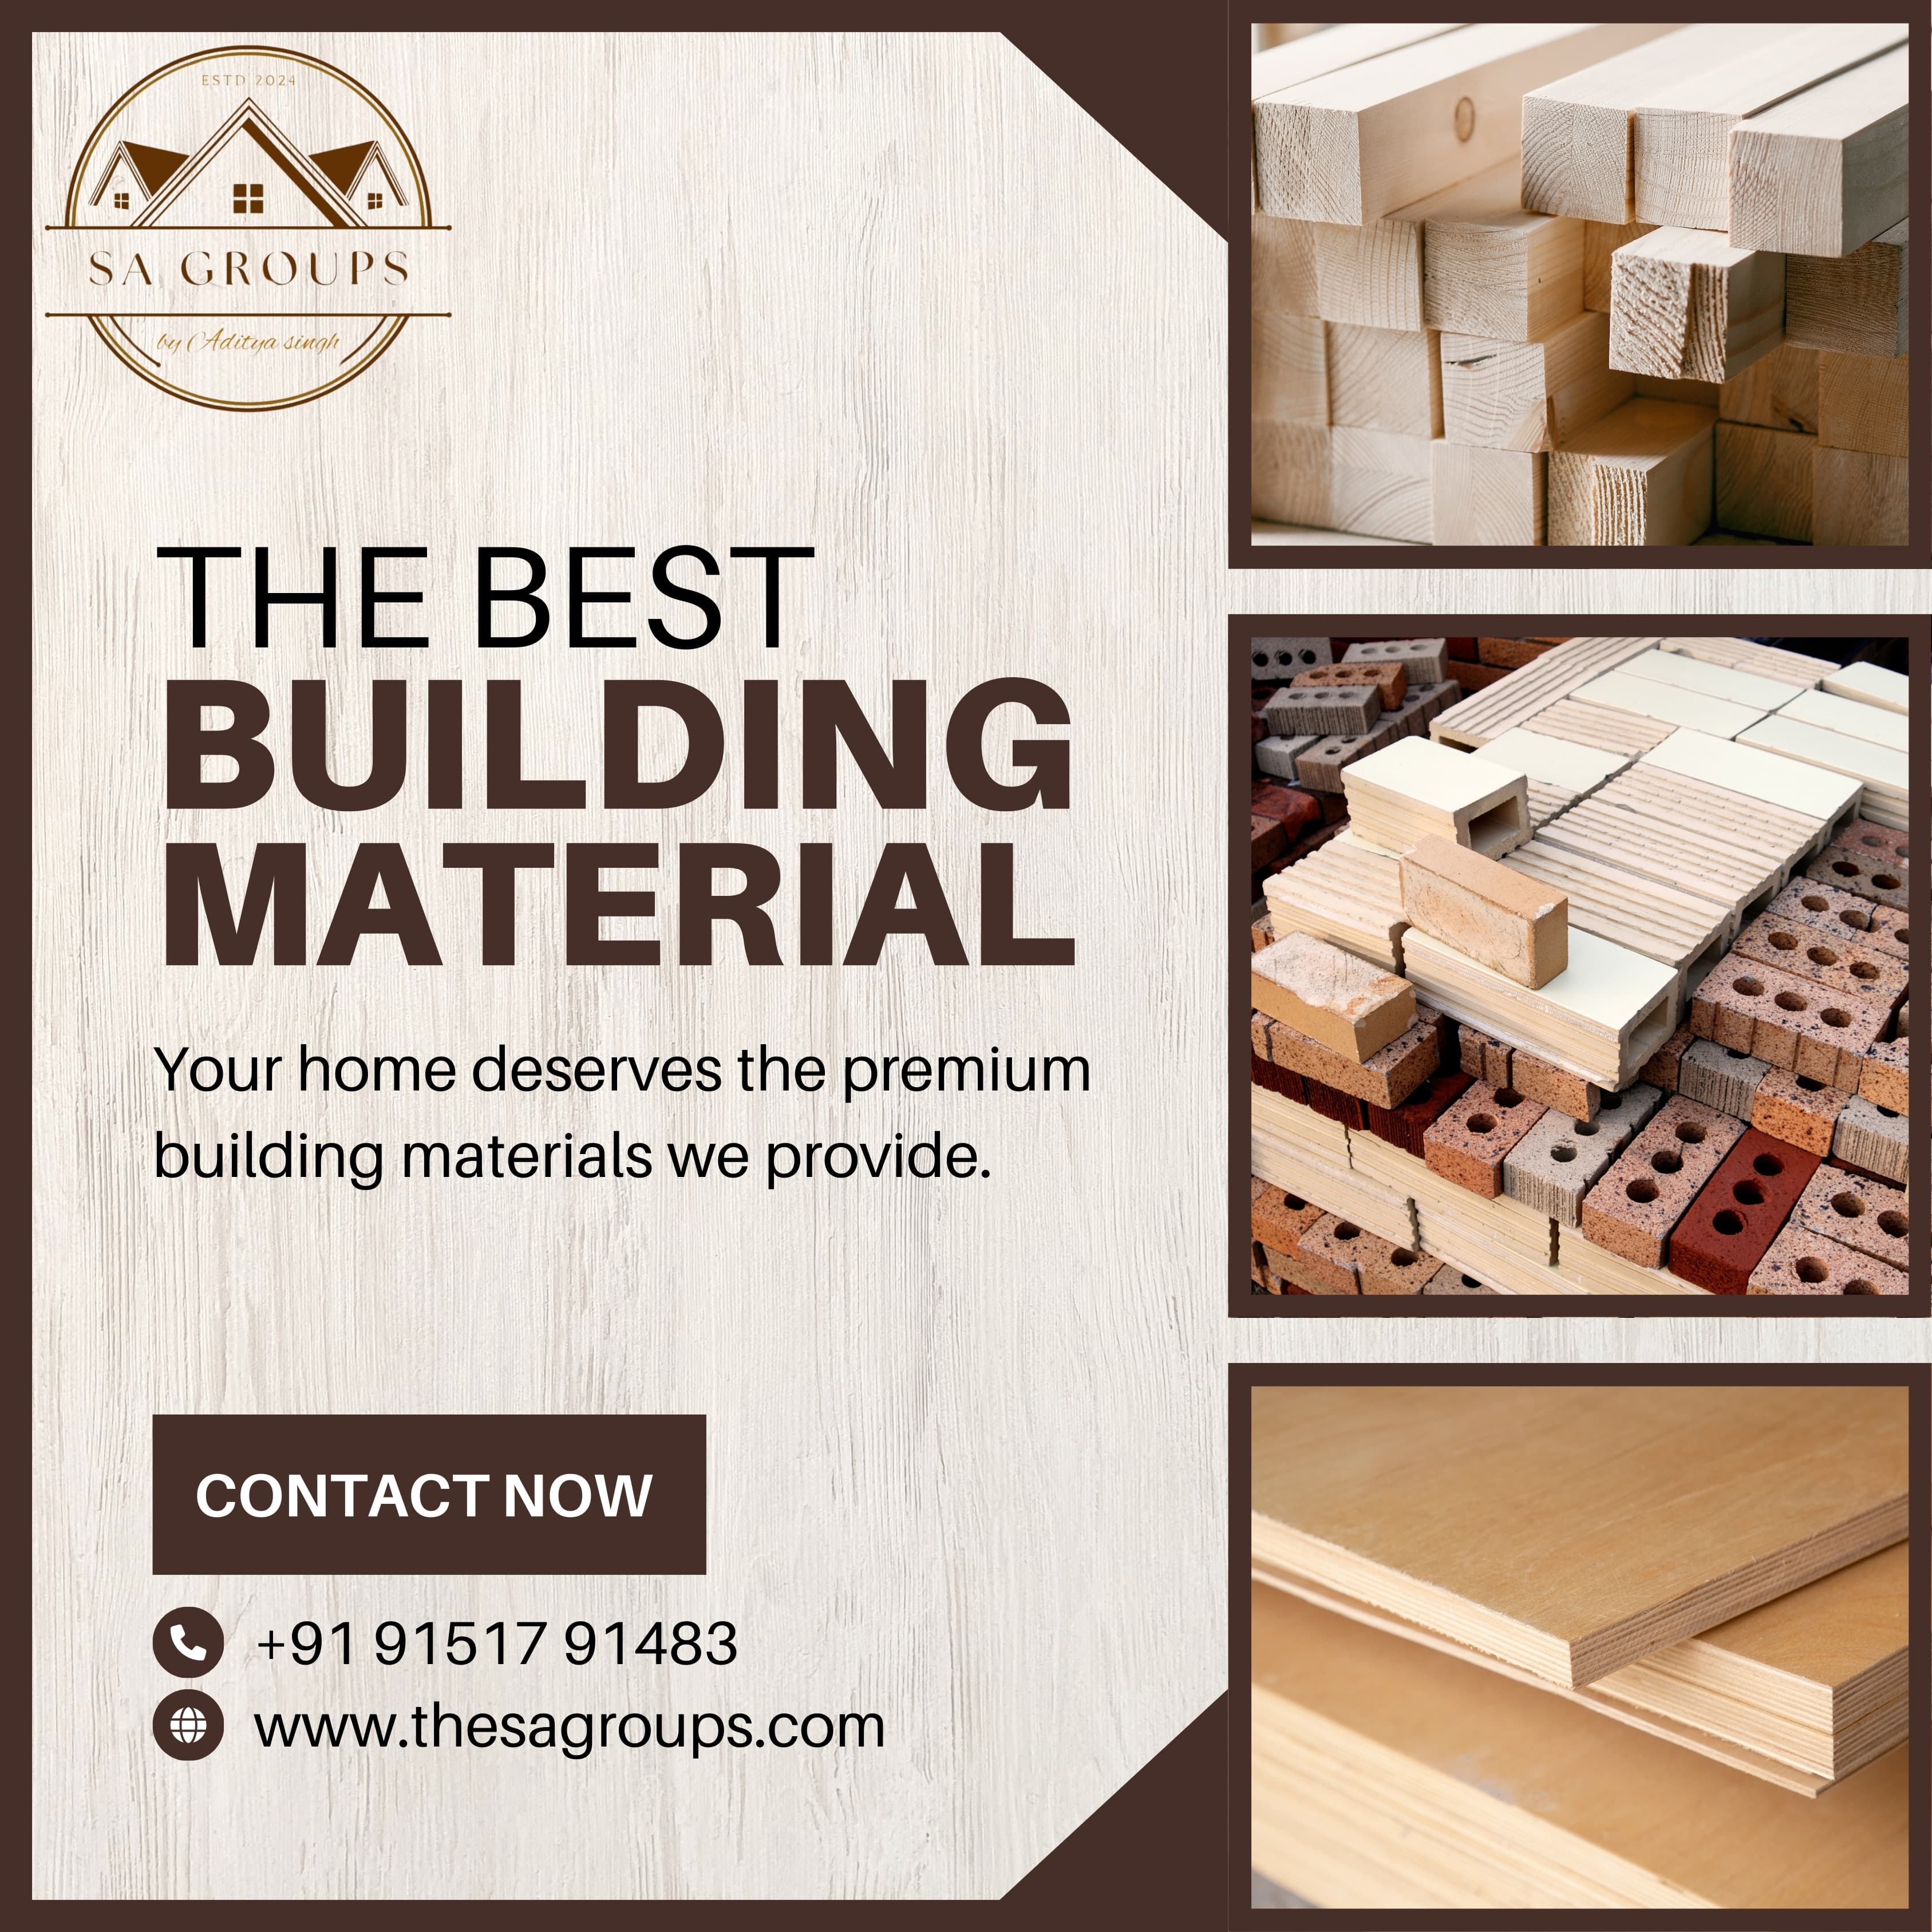 ESTD 2024
SA GROUPS
by Aditya singh
THE BEST
BUILDING
MATERIAL
Your home deserves the premium
building materials we provide.
CONTACT NOW
+91 91517 91483
www.thesagroups.com